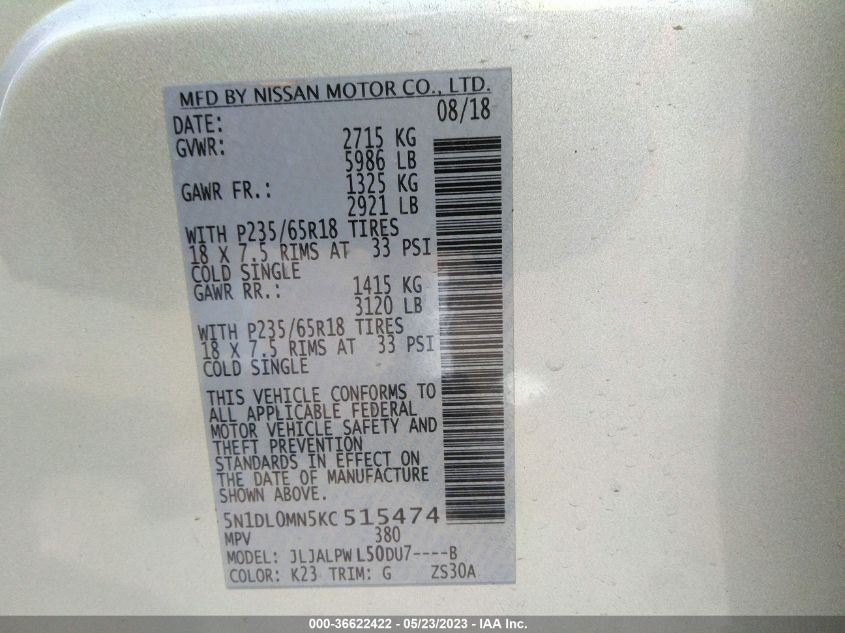 MFD BY NISSAN MOTOR CO., LTD.
DATE: 08/18
GVWR: 2715 KG
5986 LB
GAWR FR.: 1325 KG
2921 LB
WITH P235/65R18 TIRES
18 X 7.5 RIMS AT 33 PSI
COLD SINGLE
GAWR RR.: 1415 KG
3120 LB
WITH P235/65R18 TIRES
18 X 7.5 RIMS AT 33 PSI
COLD SINGLE
THIS VEHICLE CONFORMS TO
ALL APPLICABLE FEDERAL
MOTOR VEHICLE SAFETY AND
THEFT PREVENTION
STANDARDS IN EFFECT ON
THE DATE OF MANUFACTURE
SHOWN ABOVE.
5N1DL0MN5KC515474
MPV 380
MODEL: JLJALPWL50DU7----B
COLOR: K23 TRIM: G ZS30A
000-36622422 - 05/23/2023 - IAA Inc.